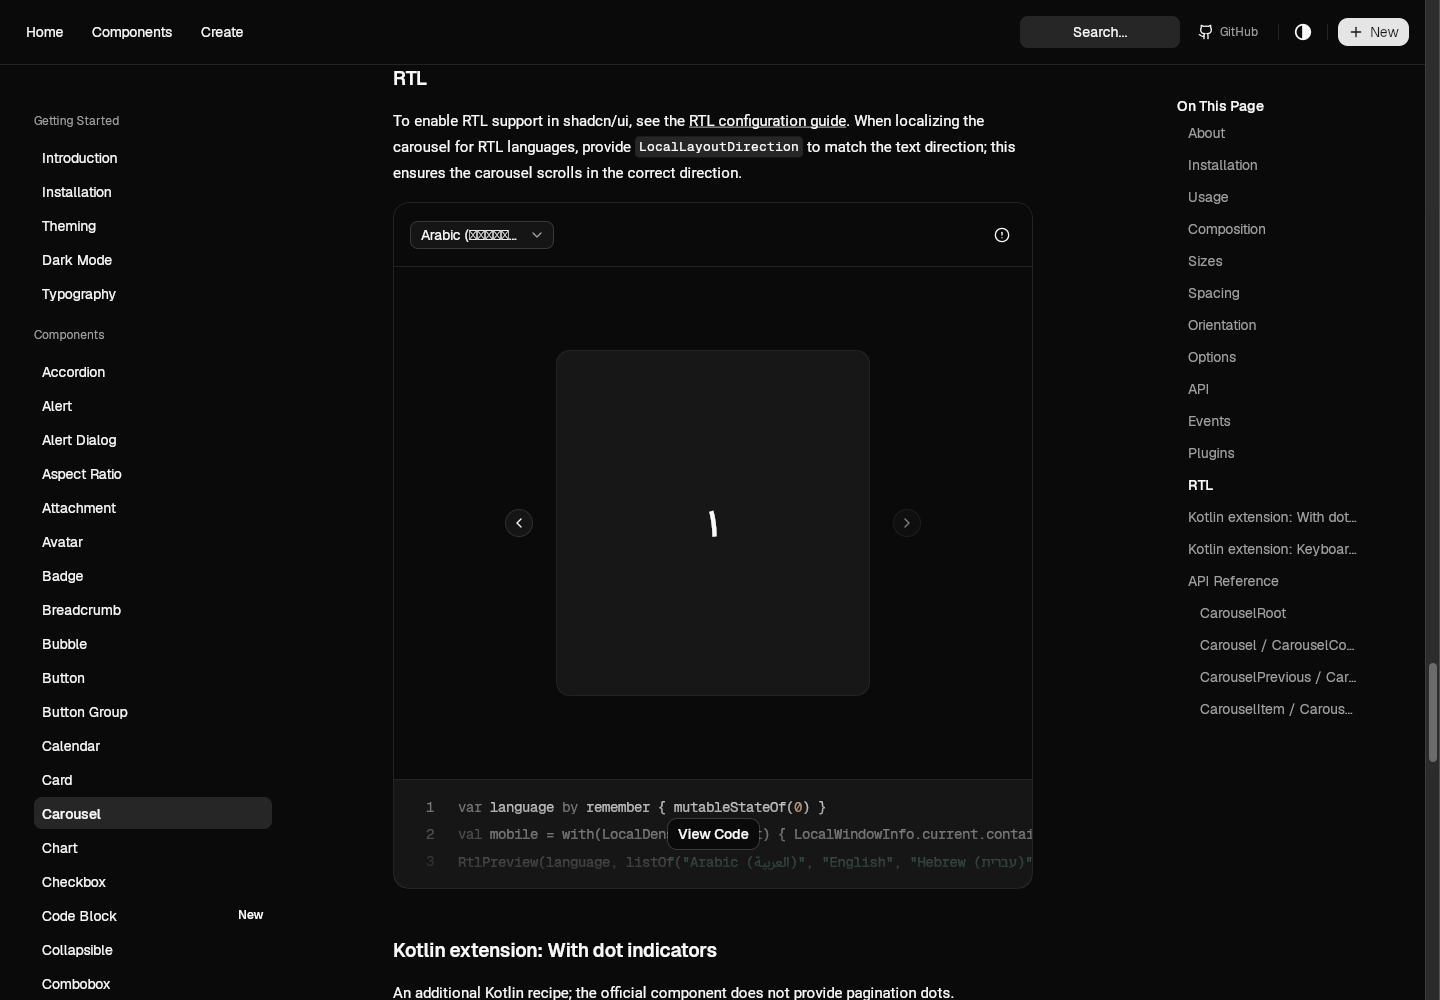 Home
Components
Create
Search...
GitHub
New
Getting Started
Introduction
Installation
Theming
Dark Mode
Typography
Components
Accordion
Alert
Alert Dialog
Aspect Ratio
Attachment
Avatar
Badge
Breadcrumb
Bubble
Button
Button Group
Calendar
Card
Carousel
Chart
Checkbox
Code Block New
Collapsible
Combobox
RTL
To enable RTL support in shadcn/ui, see the RTL configuration guide. When localizing the
carousel for RTL languages, provide LocalLayoutDirection to match the text direction; this
ensures the carousel scrolls in the correct direction.
Arabic (
١
1 var language by remember { mutableStateOf(0) }
2 val mobile = with(LocalDen ) { LocalWindowInfo.current.contai
View Code
3 RtlPreview(language, listOf("Arabic (العربية)", "English", "Hebrew (עברית)"
Kotlin extension: With dot indicators
An additional Kotlin recipe; the official component does not provide pagination dots.
On This Page
About
Installation
Usage
Composition
Sizes
Spacing
Orientation
Options
API
Events
Plugins
RTL
Kotlin extension: With dot…
Kotlin extension: Keyboar…
API Reference
CarouselRoot
Carousel / CarouselCo…
CarouselPrevious / Car…
CarouselItem / Carous…